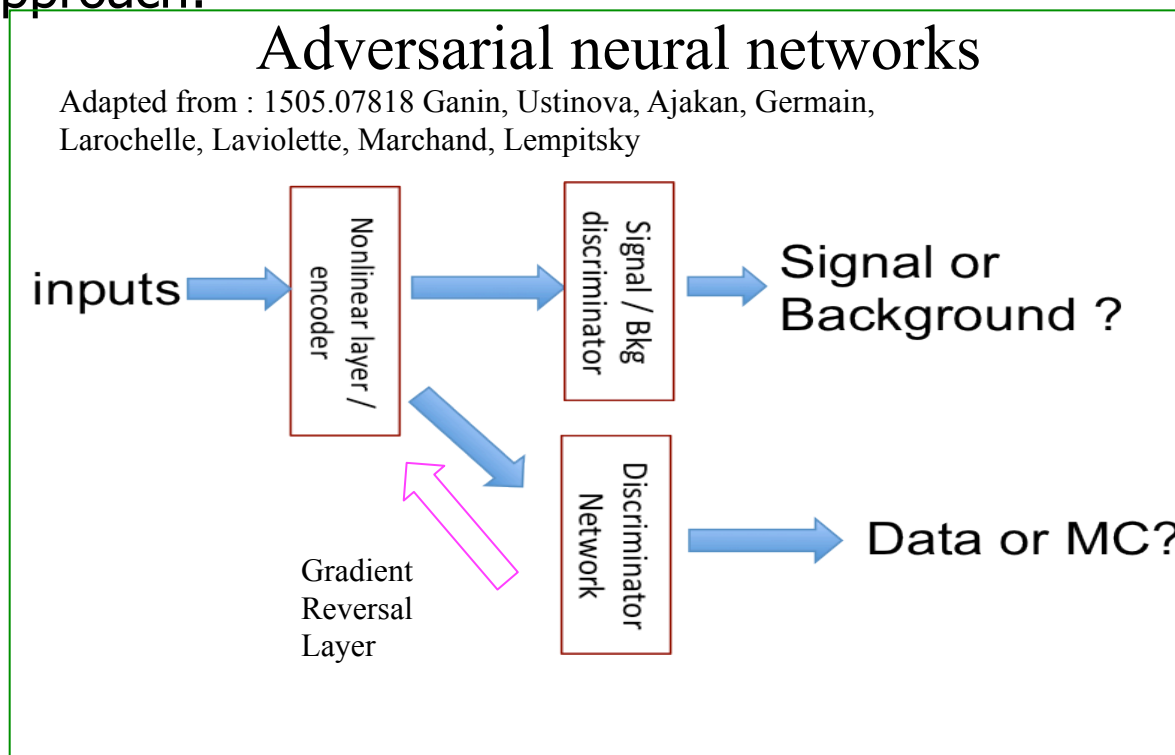 pproach:
Adversarial neural networks
Adapted from : 1505.07818 Ganin, Ustinova, Ajakan, Germain,
Larochelle, Laviolette, Marchand, Lempitsky
inputs
Nonlinear layer /
encoder
Signal / Bkg
discriminator
Signal or
Background ?
Gradient
Reversal
Layer
Discriminator
Network
Data or MC?